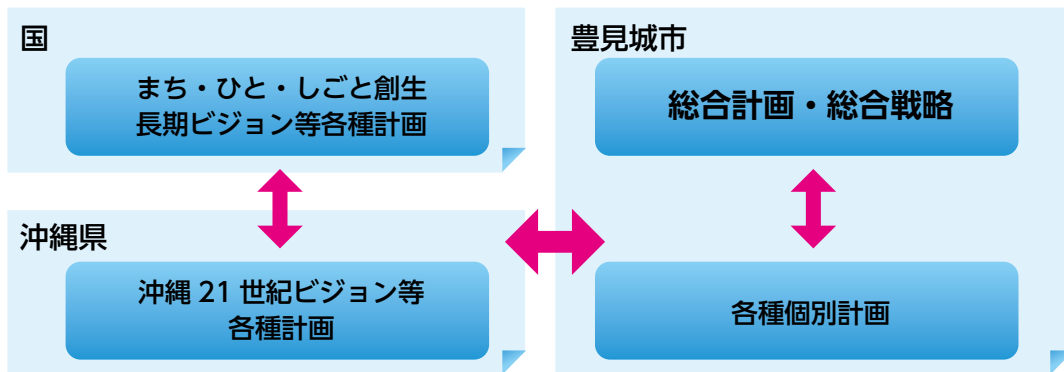 国
まち・ひと・しごと創生
長期ビジョン等各種計画
沖縄県
沖縄 21 世紀ビジョン等
各種計画
豊見城市
総合計画・総合戦略
各種個別計画